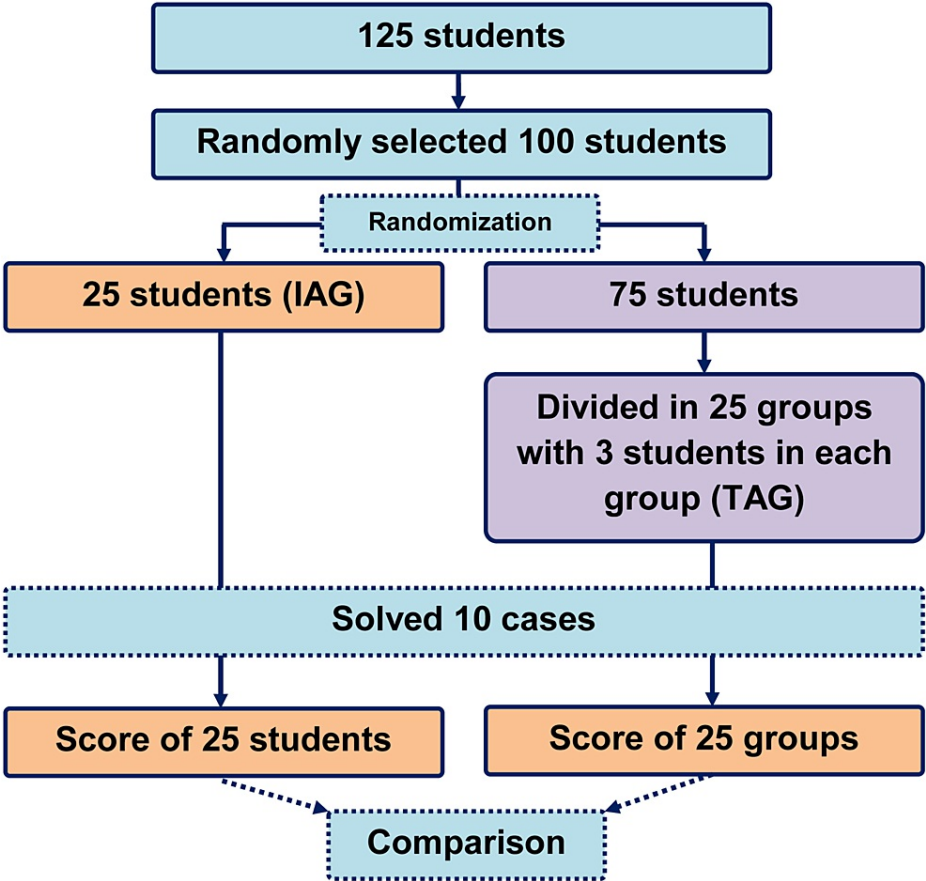 125 students
Randomly selected 100 students
Randomization
25 students (IAG)
75 students
Divided in 25 groups
with 3 students in each
group (TAG)
Solved 10 cases
Score of 25 students
Score of 25 groups
Comparison